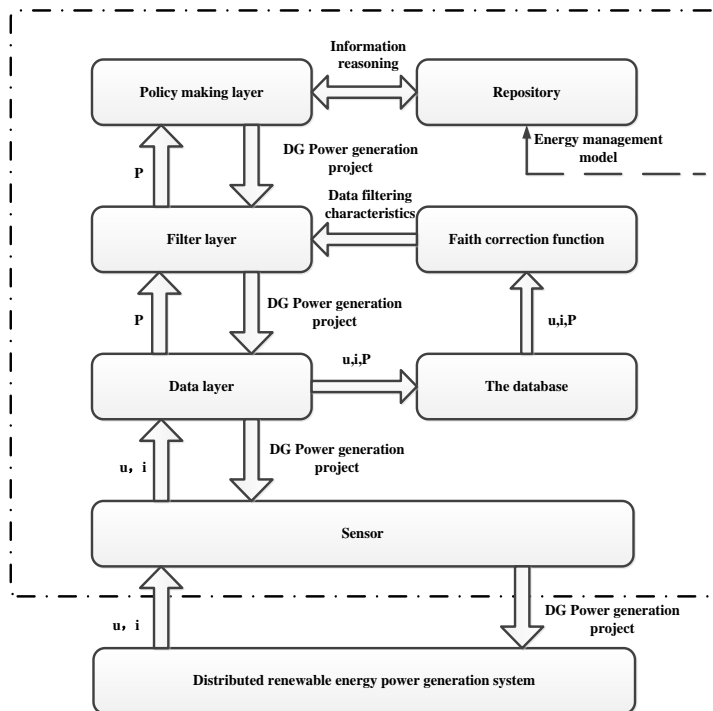 Information
reasoning
Policy making layer
Repository
Energy management
model
DG Power generation
project
P
Data filtering
characteristics
Filter layer
Faith correction function
DG Power generation
project
P
u,i,P
u,i,P
Data layer
The database
DG Power generation
project
u，i
Sensor
DG Power generation
project
u，i
Distributed renewable energy power generation system